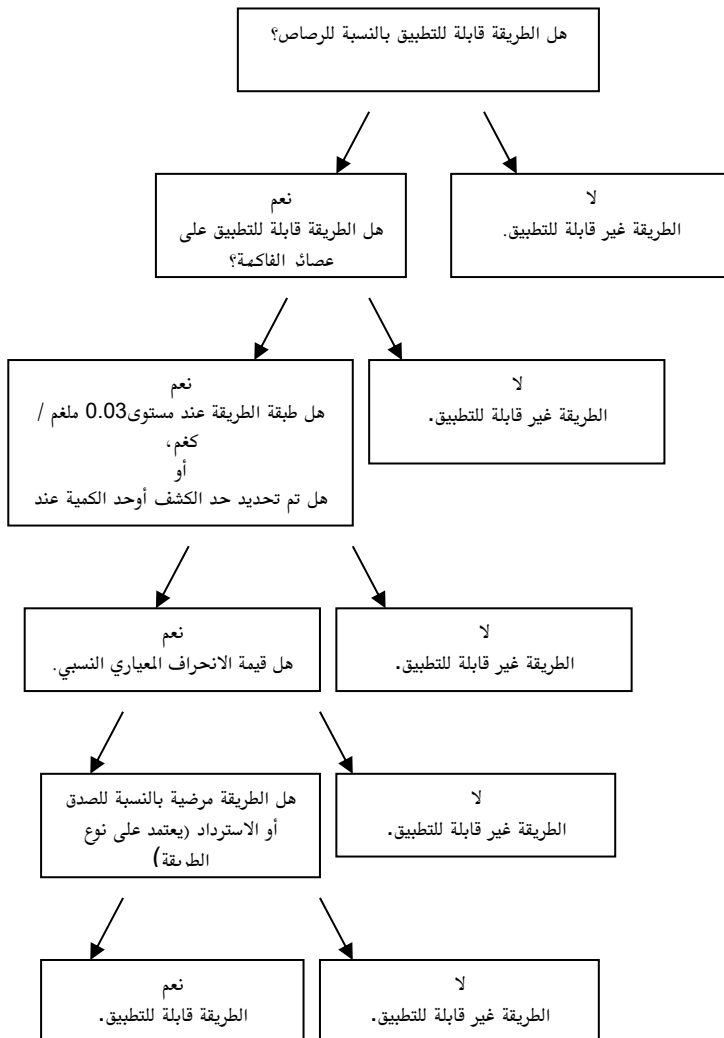 هل الطريقة قابلة للتطبيق بالنسبة للرصاص؟
نعم
هل الطريقة قابلة للتطبيق على
عصائر الفاكهة؟
لا
الطريقة غير قابلة للتطبيق.
نعم
هل طبقة الطريقة عند مستوى0.03 ملغم /
كغم،
أو
هل تم تحديد حد الكشف أوحد الكمية عند
لا
الطريقة غير قابلة للتطبيق.
نعم
هل قيمة الانحراف المعياري النسبي.
لا
الطريقة غير قابلة للتطبيق.
هل الطريقة مرضية بالنسبة للصدق
أو الاسترداد (يعتمد على نوع
الطريقة)
لا
الطريقة غير قابلة للتطبيق.
نعم
الطريقة قابلة للتطبيق.
لا
الطريقة غير قابلة للتطبيق.